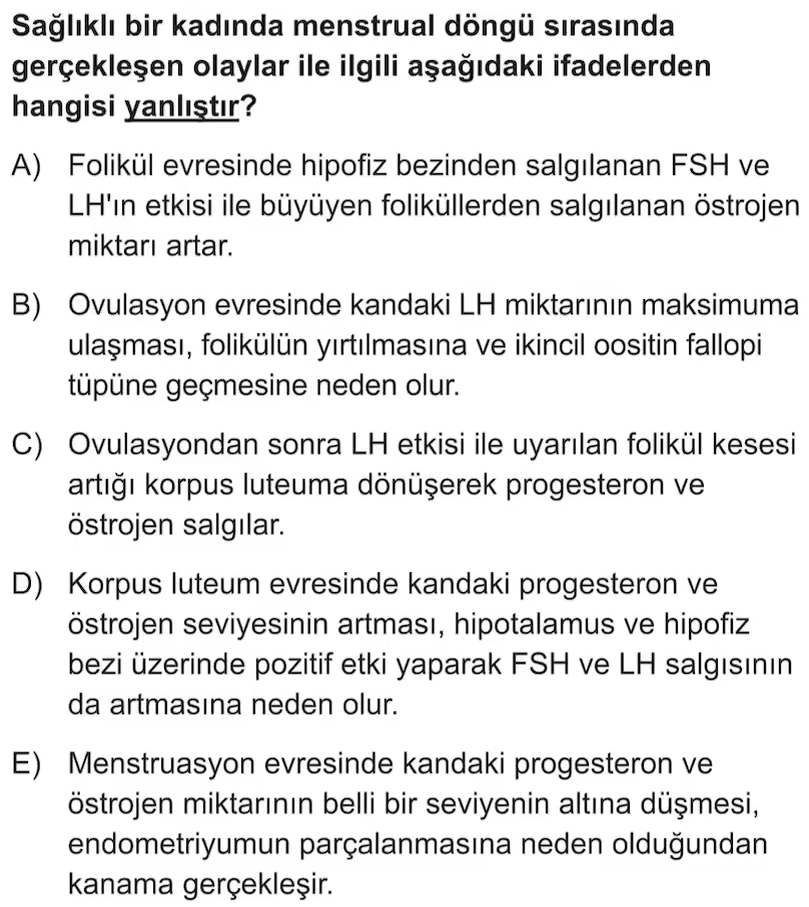 Sağlıklı bir kadında menstrual döngü sırasında
gerçekleşen olaylar ile ilgili aşağıdaki ifadelerden
hangisi yanlıştır?
A) Folikül evresinde hipofiz bezinden salgılanan FSH ve
LH'ın etkisi ile büyüyen foliküllerden salgılanan östrojen
miktarı artar.
B) Ovulasyon evresinde kandaki LH miktarının maksimuma
ulaşması, folikülün yırtılmasına ve ikincil oositin fallopi
tüpüne geçmesine neden olur.
C) Ovulasyondan sonra LH etkisi ile uyarılan folikül kesesi
artığı korpus luteuma dönüşerek progesteron ve
östrojen salgılar.
D) Korpus luteum evresinde kandaki progesteron ve
östrojen seviyesinin artması, hipotalamus ve hipofiz
bezi üzerinde pozitif etki yaparak FSH ve LH salgısının
da artmasına neden olur.
E) Menstruasyon evresinde kandaki progesteron ve
östrojen miktarının belli bir seviyenin altına düşmesi,
endometriyumun parçalanmasına neden olduğundan
kanama gerçekleşir.